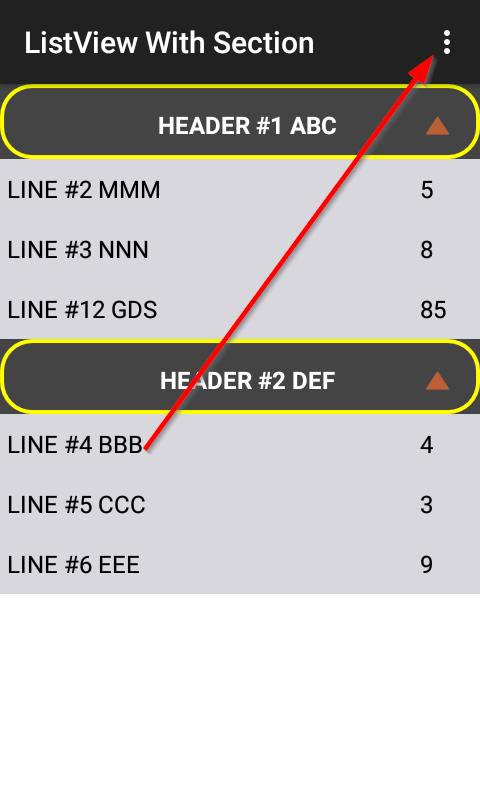 ListView With Section
HEADER #1 ABC
LINE #2 MMM 5
LINE #3 NNN 8
LINE #12 GDS 85
HEADER #2 DEF
LINE #4 BBB 4
LINE #5 CCC 3
LINE #6 EEE 9